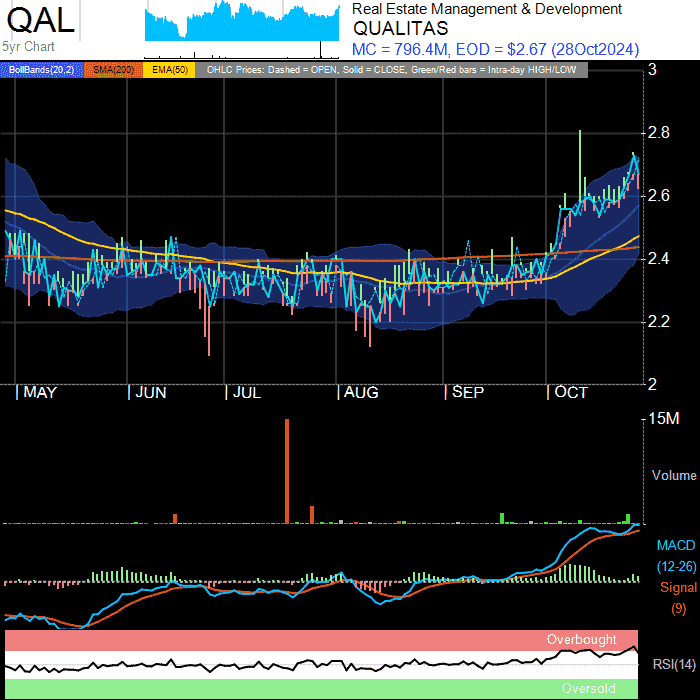 QAL
5yr Chart
Real Estate Management & Development
QUALITAS
MC = 796.4M, EOD = $2.67 (28Oct2024)
BollBands(20,2) SMA(200) EMA(50) OHLC Prices: Dashed = OPEN, Solid = CLOSE, Green/Red bars = Intra-day HIGH/LOW
3
2.8
2.6
2.4
2.2
2
MAY JUN JUL AUG SEP OCT
15M
Volume
MACD
(12-26)
Signal
(9)
Overbought
RSI(14)
Oversold